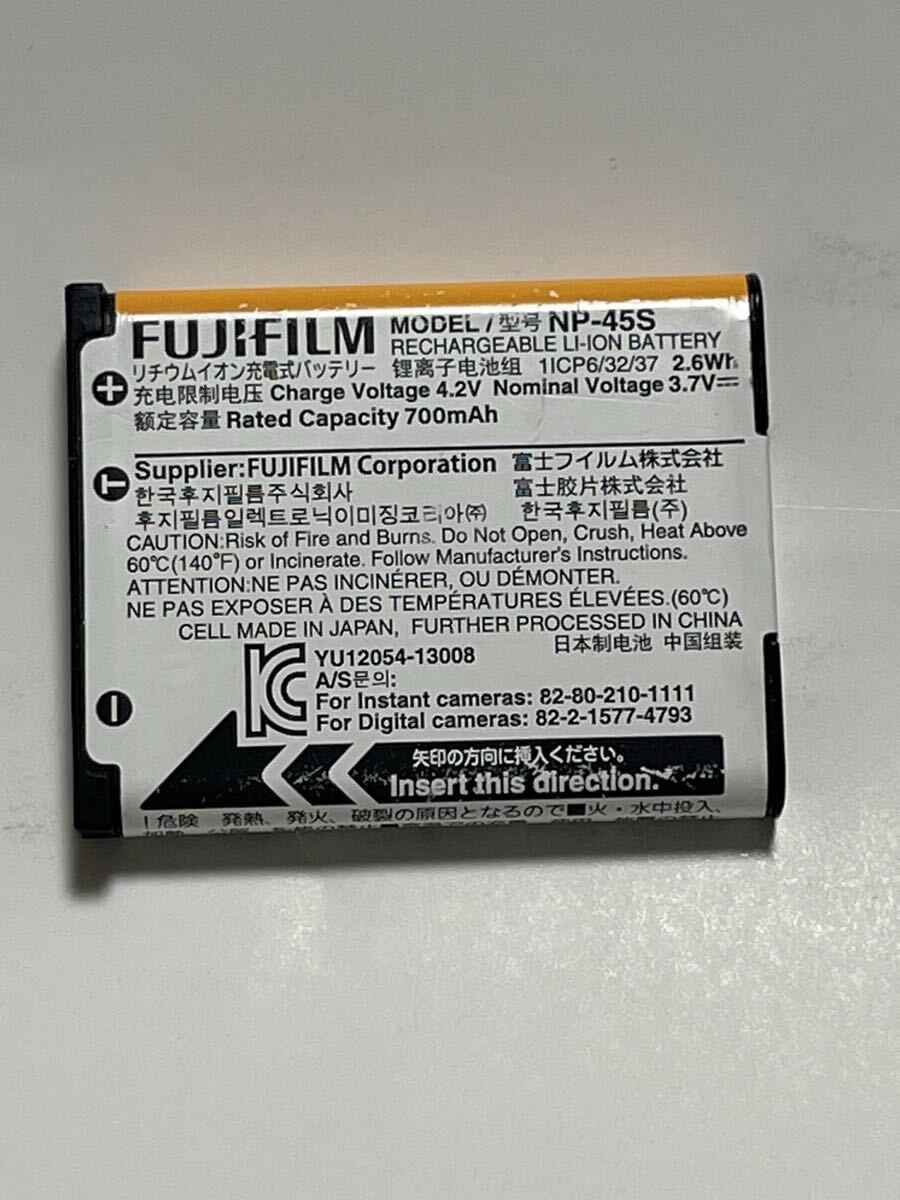 FUJIFILM MODEL/型号 NP-45S
RECHARGEABLE LI-ION BATTERY
リチウムイオン充電式バッテリー 锂离子电池组 1ICP6/32/37 2.6Wh
充电限制电压 Charge Voltage 4.2V Nominal Voltage 3.7V⎓
额定容量 Rated Capacity 700mAh
+
T
−
Supplier:FUJIFILM Corporation 富士フイルム株式会社
한국후지필름주식회사 富士胶片株式会社
후지필름일렉트로닉이미징코리아㈜ 한국후지필름(주)
CAUTION:Risk of Fire and Burns. Do Not Open, Crush, Heat Above
60℃(140°F) or Incinerate. Follow Manufacturer's Instructions.
ATTENTION:NE PAS INCINÉRER, OU DÉMONTER.
NE PAS EXPOSER À DES TEMPÉRATURES ÉLEVÉES.(60℃)
CELL MADE IN JAPAN, FURTHER PROCESSED IN CHINA
日本制电池 中国组装
YU12054-13008
A/S문의:
For Instant cameras: 82-80-210-1111
For Digital cameras: 82-2-1577-4793
矢印の方向に挿入ください。
Insert this direction.
!危険 発熱、発火、破裂の原因となるので■火・水中投入、